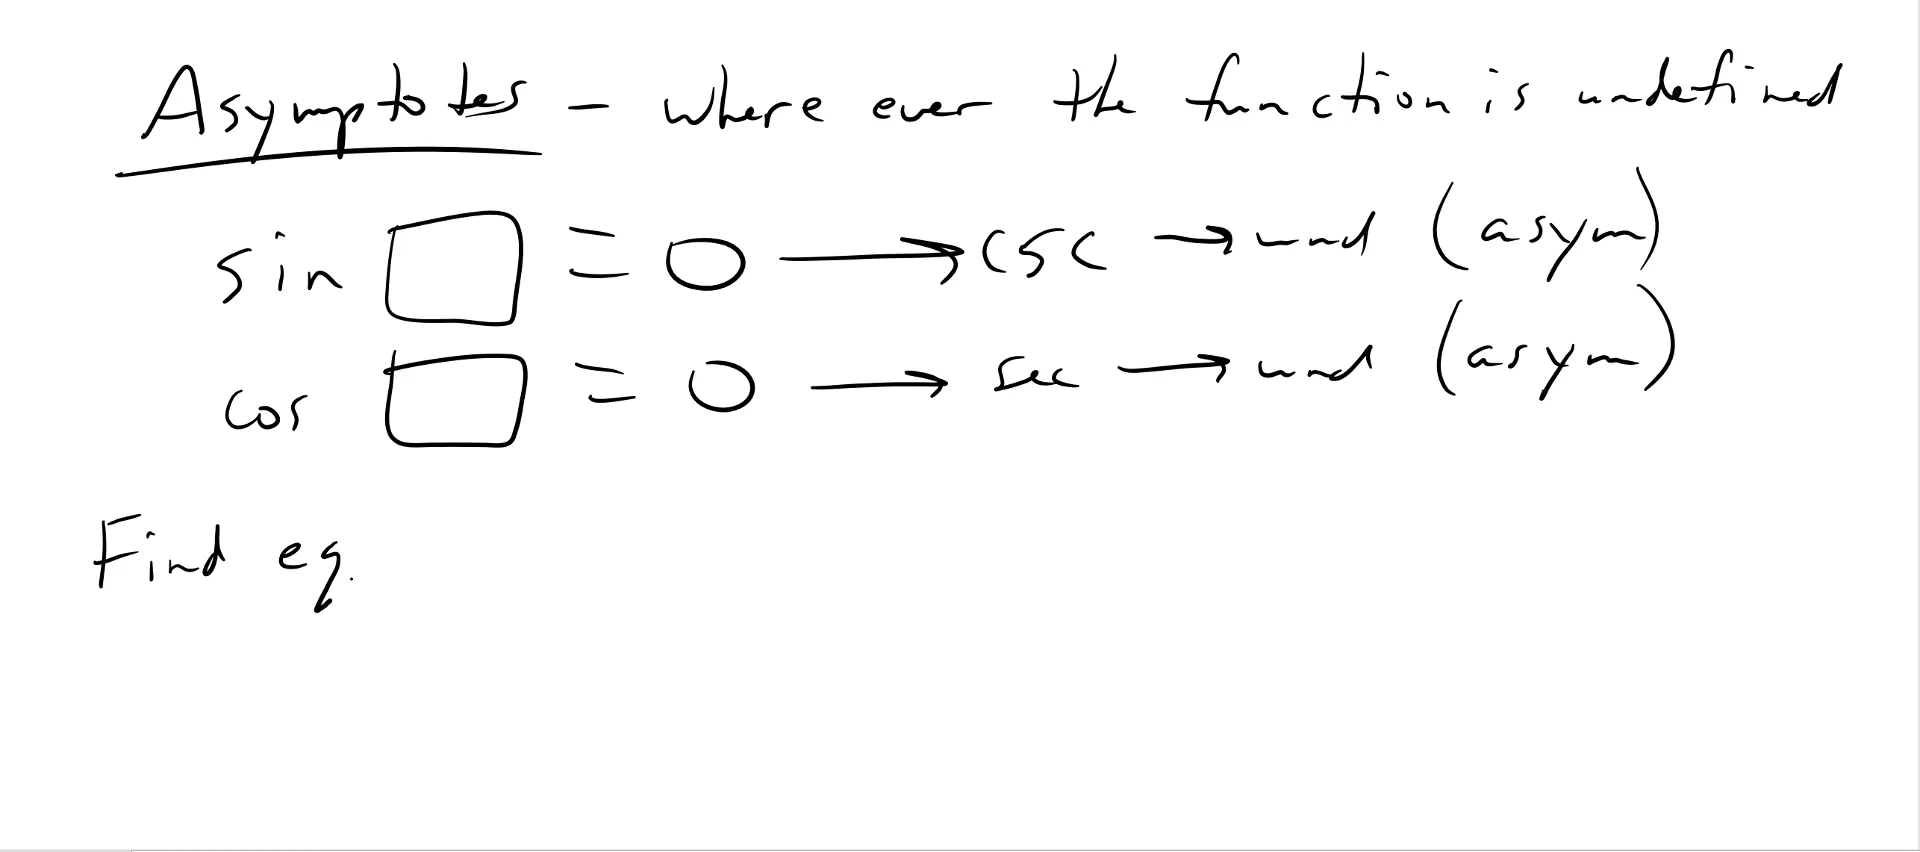 Asymptotes - where ever the function is undefined
sin □ = 0 → csc → und (asym)
cos □ = 0 → sec → und (asym)
Find eq.